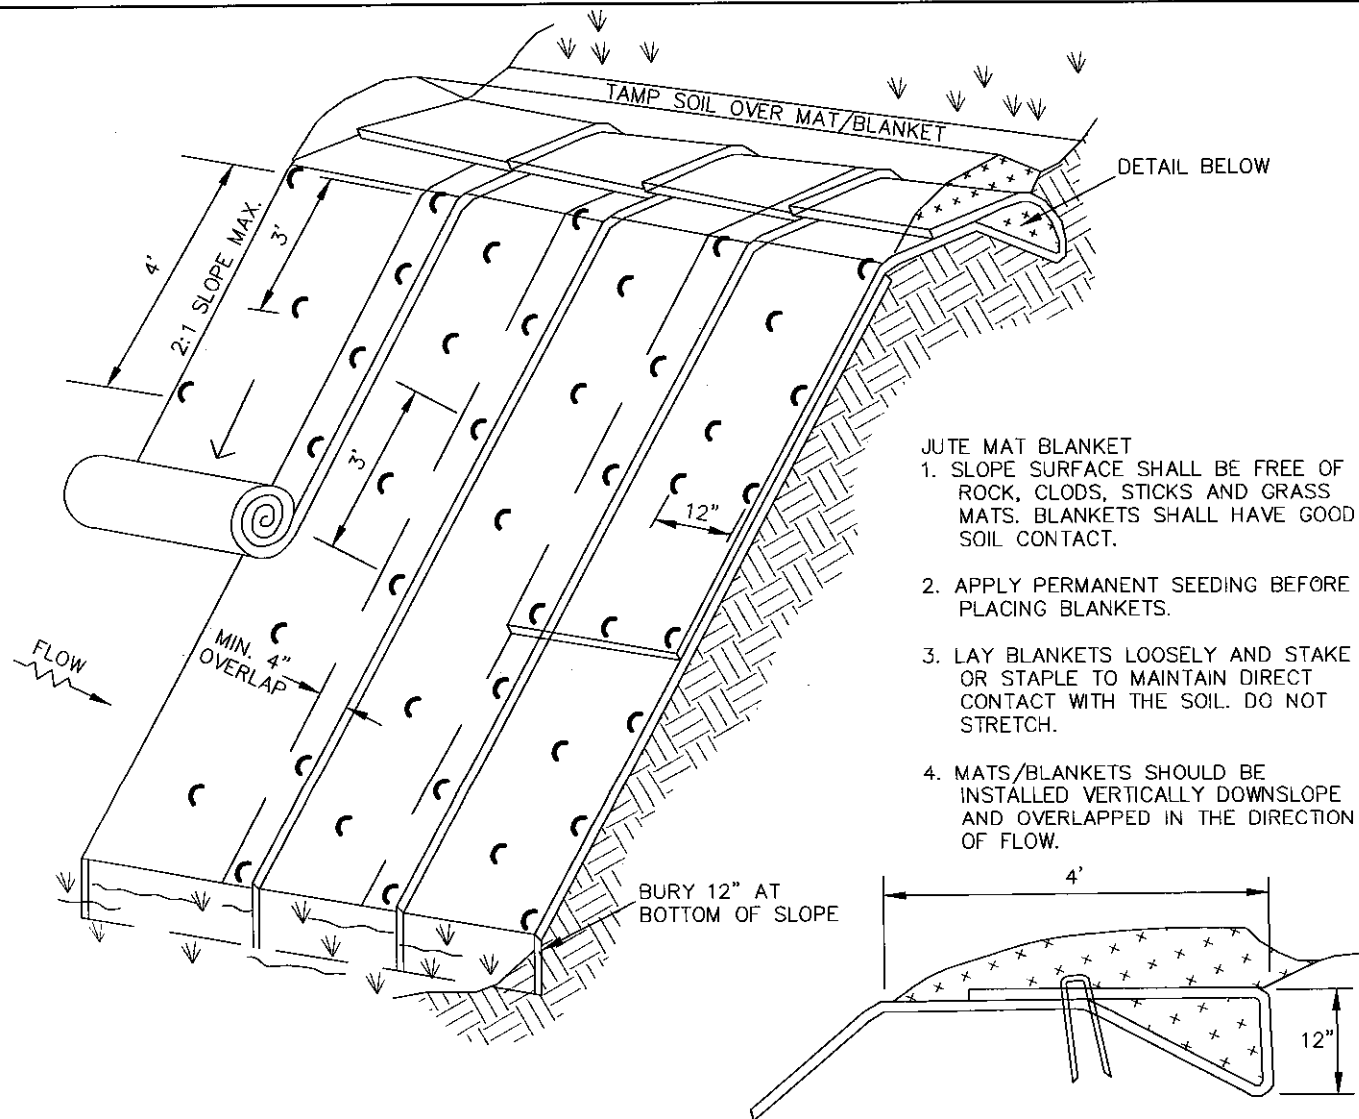 TAMP SOIL OVER MAT/BLANKET
DETAIL BELOW
4'
2:1 SLOPE MAX.
3'
3'
12"
JUTE MAT BLANKET
1. SLOPE SURFACE SHALL BE FREE OF
ROCK, CLODS, STICKS AND GRASS
MATS. BLANKETS SHALL HAVE GOOD
SOIL CONTACT.
2. APPLY PERMANENT SEEDING BEFORE
PLACING BLANKETS.
3. LAY BLANKETS LOOSELY AND STAKE
OR STAPLE TO MAINTAIN DIRECT
CONTACT WITH THE SOIL. DO NOT
STRETCH.
4. MATS/BLANKETS SHOULD BE
INSTALLED VERTICALLY DOWNSLOPE
AND OVERLAPPED IN THE DIRECTION
OF FLOW.
FLOW
MIN. 4"
OVERLAP
BURY 12" AT
BOTTOM OF SLOPE
4'
12"